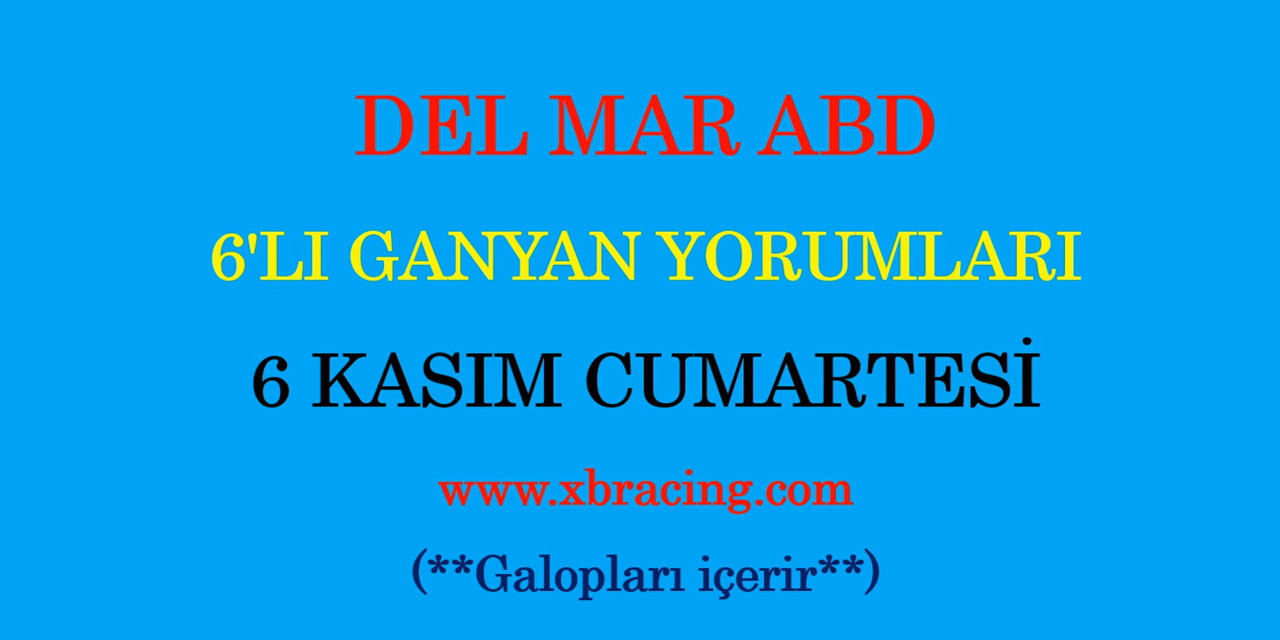 DEL MAR ABD
6'LI GANYAN YORUMLARI
6 KASIM CUMARTESİ
www.xbracing.com
(**Galopları içerir**)